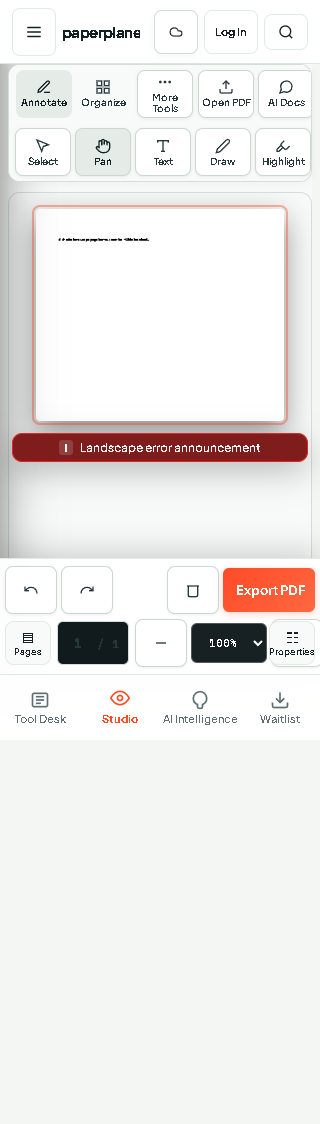 paperplane
Log In
Annotate
Organize
More Tools
Open PDF
AI Docs
Select
Pan
Text
Draw
Highlight
! Landscape error announcement
Export PDF
Pages
1 / 1
100%
Properties
Tool Desk
Studio
AI Intelligence
Waitlist